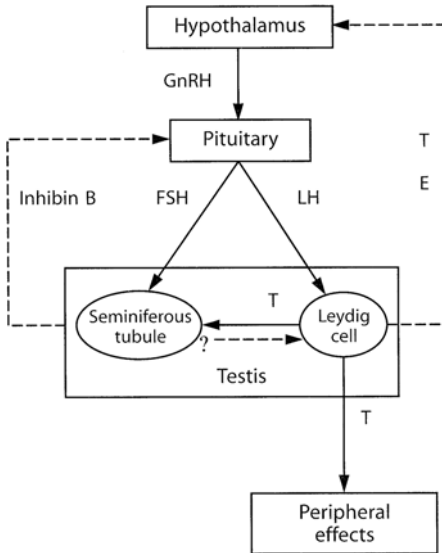 Hypothalamus
GnRH
Pituitary
T
E
Inhibin B
FSH
LH
Seminiferous
tubule
T
?
Leydig
cell
Testis
T
Peripheral
effects